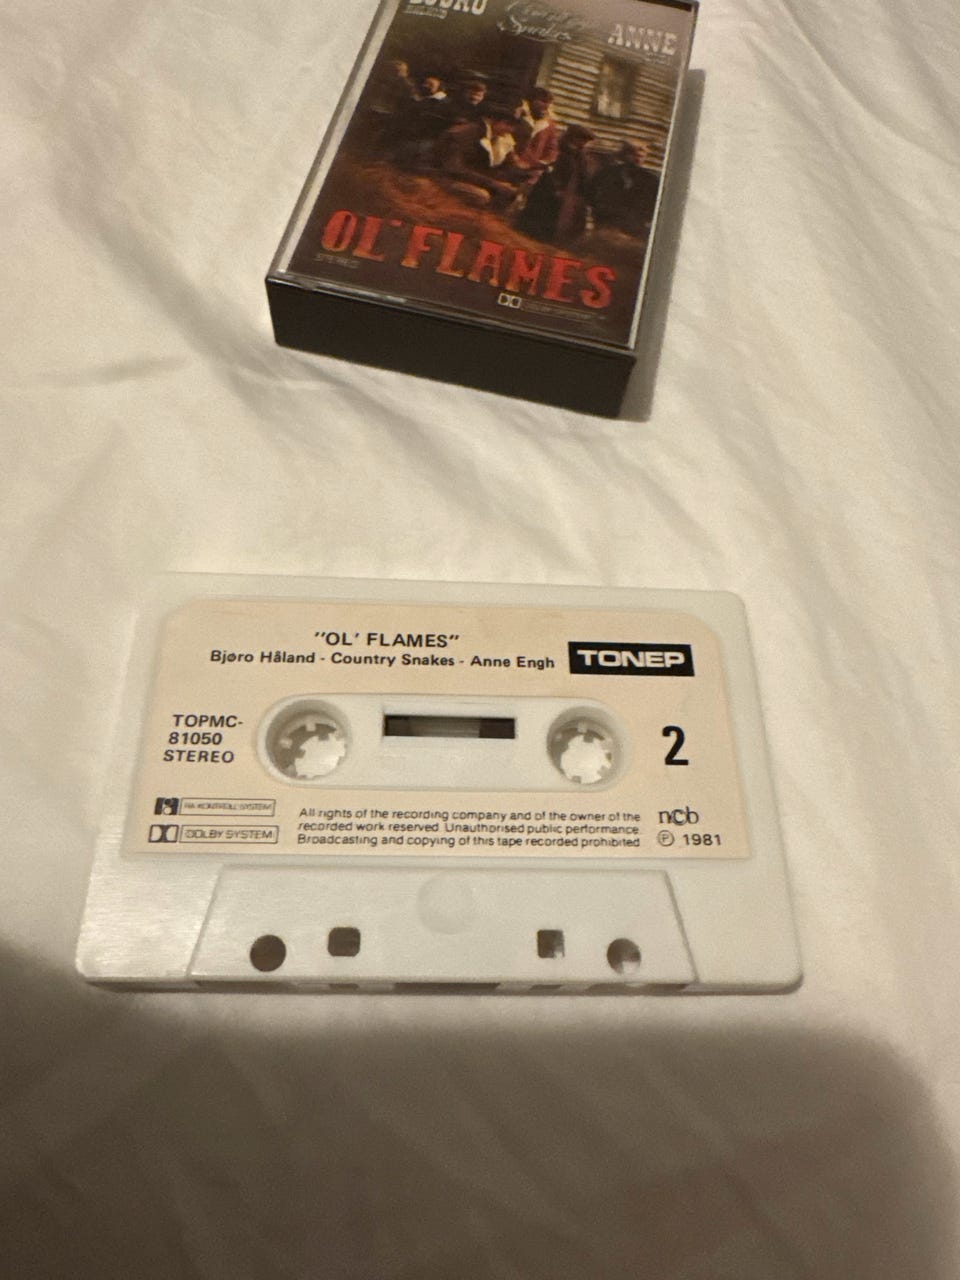 ANNE
OL' FLAMES
STEREO
"OL' FLAMES"
Bjøro Håland - Country Snakes - Anne Engh
TONEP
TOPMC-
81050
STEREO
2
DOLBY SYSTEM
All rights of the recording company and of the owner of the
recorded work reserved. Unauthorised public performance.
Broadcasting and copying of this tape recorded prohibited
ncb
Ⓟ 1981